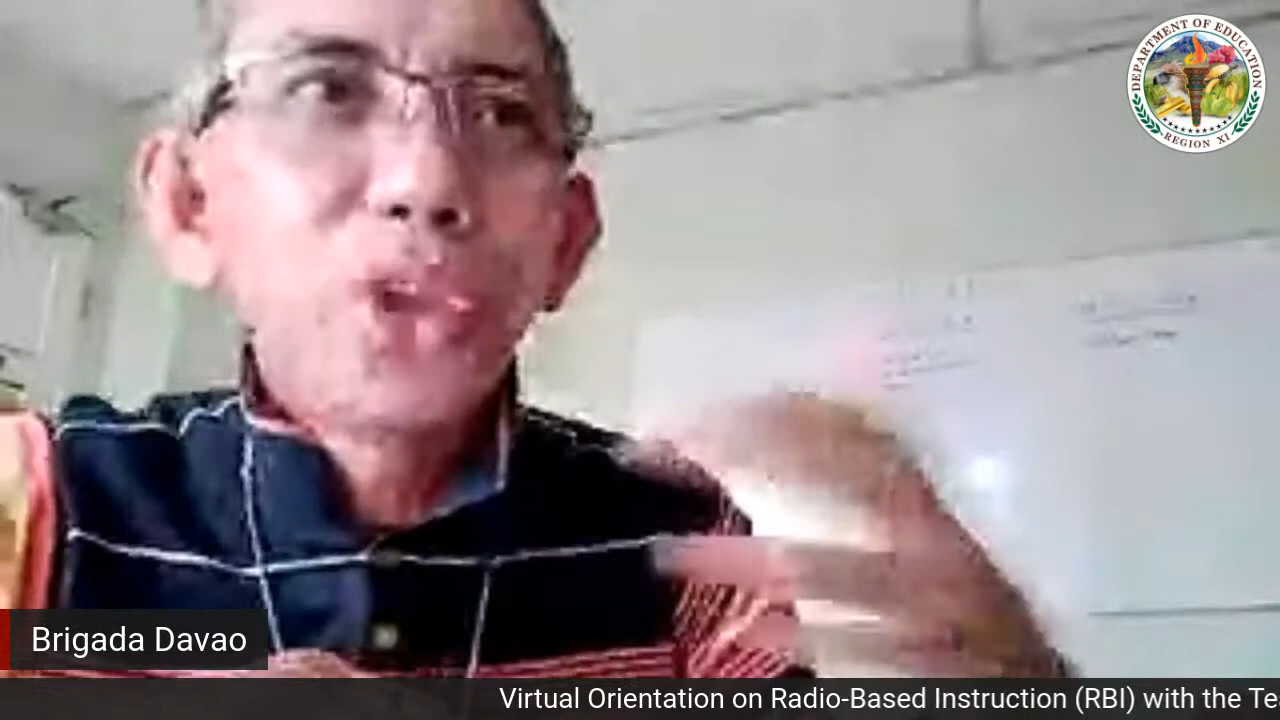 DEPARTMENT OF EDUCATION
REGION XI
Brigada Davao
Virtual Orientation on Radio-Based Instruction (RBI) with the Te